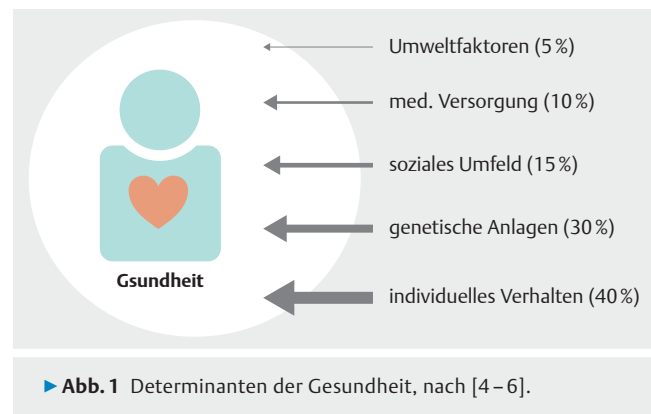 Umweltfaktoren (5 %)
med. Versorgung (10 %)
soziales Umfeld (15 %)
genetische Anlagen (30 %)
Gsundheit
individuelles Verhalten (40 %)
▶ Abb. 1 Determinanten der Gesundheit, nach [4 – 6].